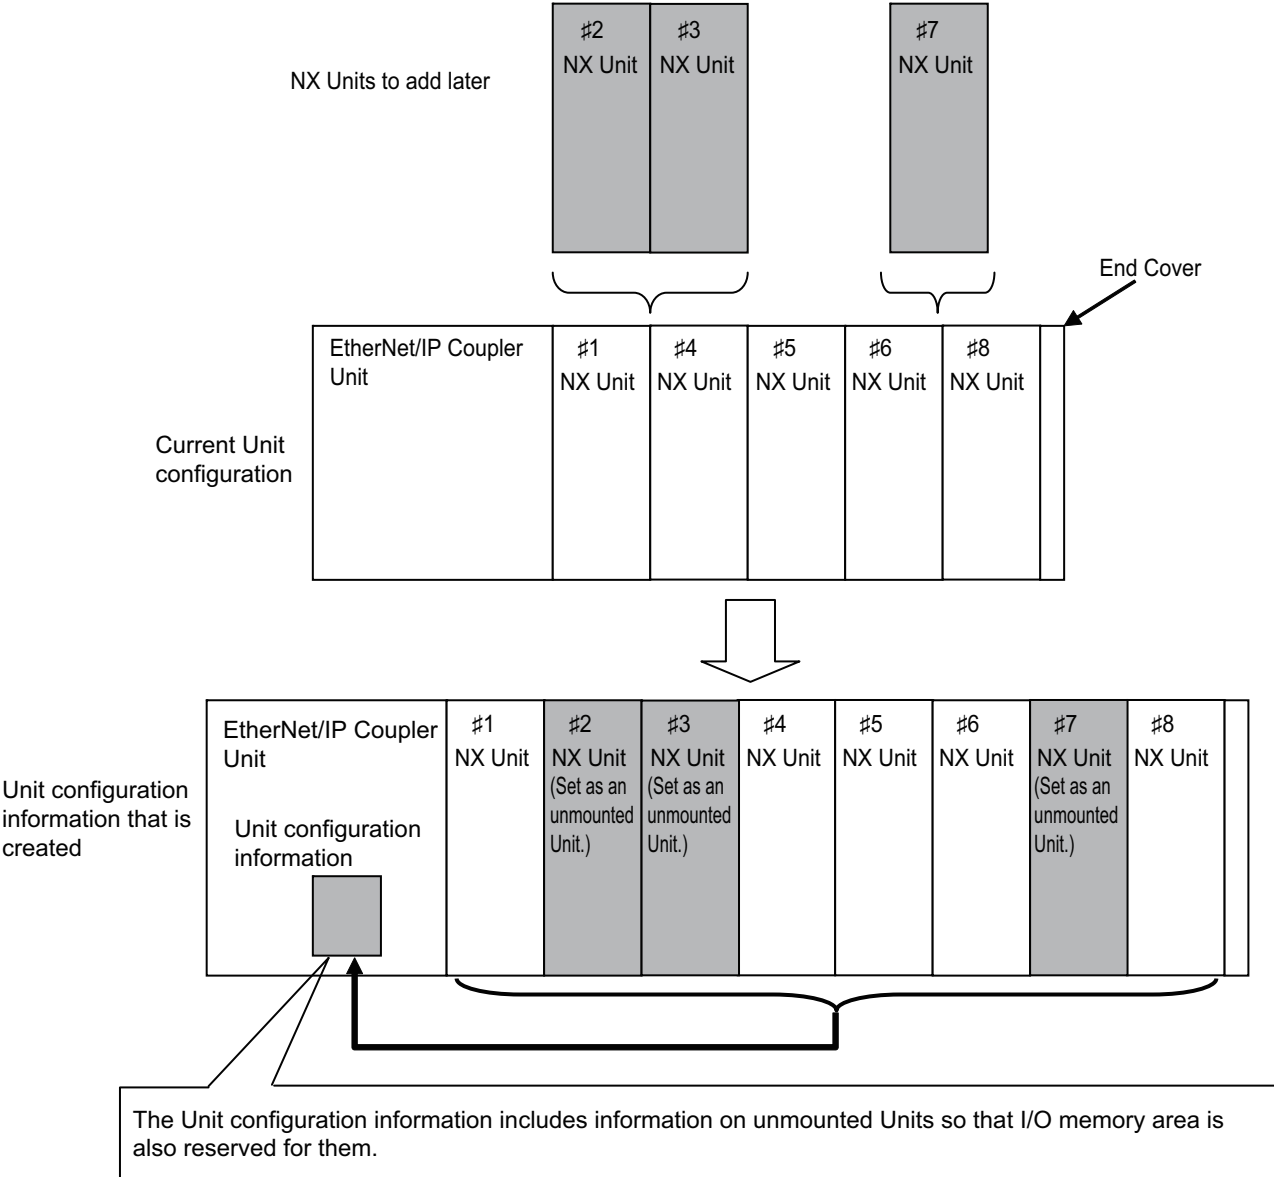 ♯2
NX Unit
♯3
NX Unit
♯7
NX Unit
NX Units to add later
End Cover
EtherNet/IP Coupler
Unit
♯1
NX Unit
♯4
NX Unit
♯5
NX Unit
♯6
NX Unit
♯8
NX Unit
Current Unit
configuration
EtherNet/IP Coupler
Unit
♯1
NX Unit
♯2
NX Unit
(Set as an
unmounted
Unit.)
♯3
NX Unit
(Set as an
unmounted
Unit.)
♯4
NX Unit
♯5
NX Unit
♯6
NX Unit
♯7
NX Unit
(Set as an
unmounted
Unit.)
♯8
NX Unit
Unit configuration
information that is
created
Unit configuration
information
The Unit configuration information includes information on unmounted Units so that I/O memory area is
also reserved for them.